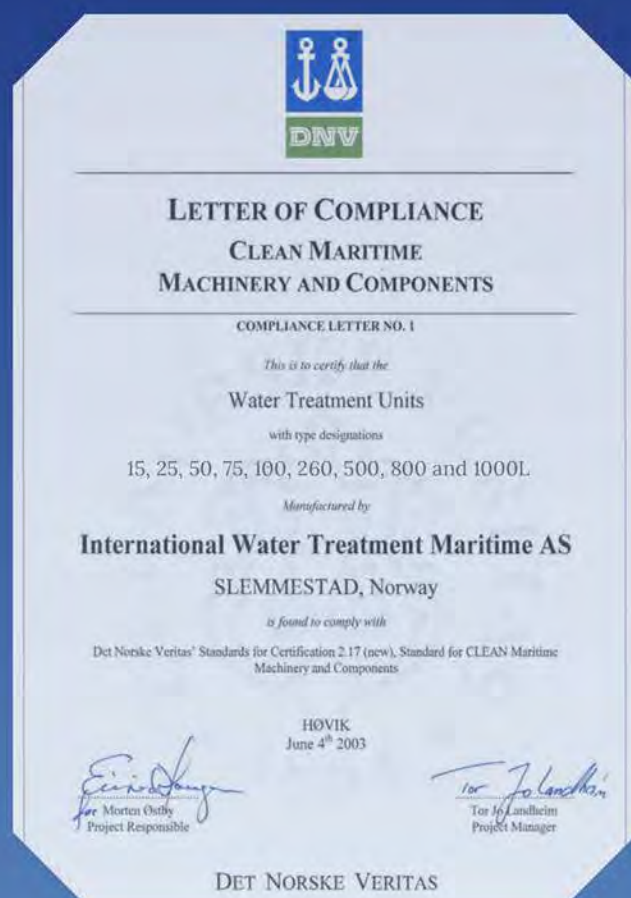 DNV
LETTER OF COMPLIANCE
CLEAN MARITIME
MACHINERY AND COMPONENTS
COMPLIANCE LETTER NO. 1
This is to certify that the
Water Treatment Units
with type designations
15, 25, 50, 75, 100, 260, 500, 800 and 1000L
Manufactured by
International Water Treatment Maritime AS
SLEMMESTAD, Norway
is found to comply with
Det Norske Veritas' Standards for Certification 2.17 (new), Standard for CLEAN Maritime
Machinery and Components
HØVIK
June 4th 2003
for Morten Østby
Project Responsible
Tor Jo Landheim
Tor Jo Landheim
Project Manager
DET NORSKE VERITAS